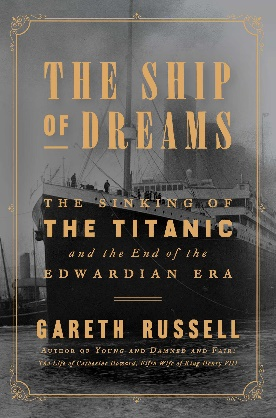 THE SHIP
OF DREAMS
THE SINKING OF
THE TITANIC
and the End of the
EDWARDIAN ERA
GARETH RUSSELL
AUTHOR OF YOUNG AND DAMNED AND FAIR:
The Life of Catherine Howard, Fifth Wife of King Henry VIII